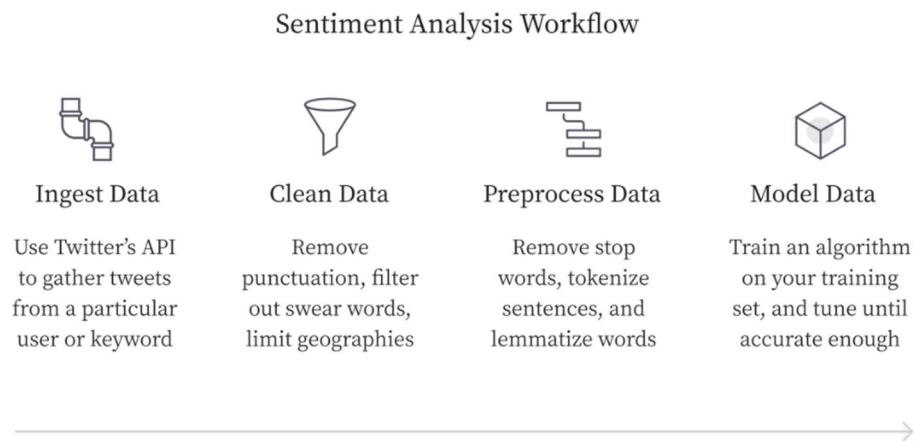 Sentiment Analysis Workflow
Ingest Data
Use Twitter’s API
to gather tweets
from a particular
user or keyword
Clean Data
Remove
punctuation, filter
out swear words,
limit geographies
Preprocess Data
Remove stop
words, tokenize
sentences, and
lemmatize words
Model Data
Train an algorithm
on your training
set, and tune until
accurate enough